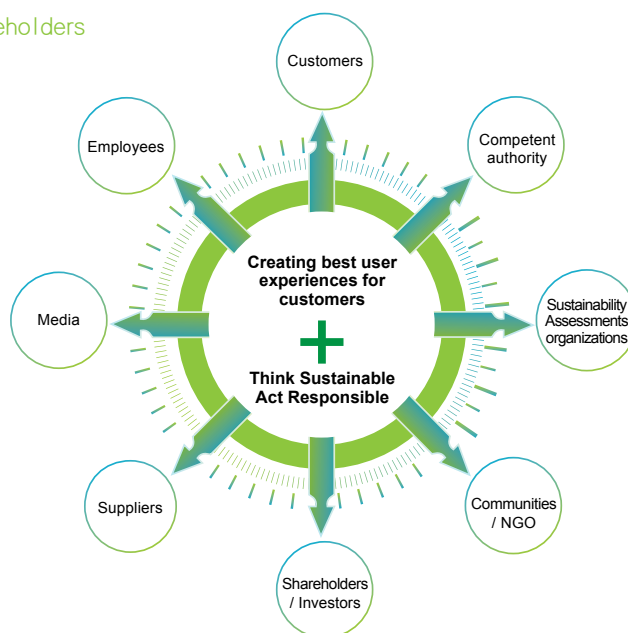 eholders
Customers
Employees
Competent
authority
Creating best user
experiences for
customers
+
Think Sustainable
Act Responsible
Media
Sustainability
Assessments
organizations
Suppliers
Communities
/ NGO
Shareholders
/ Investors